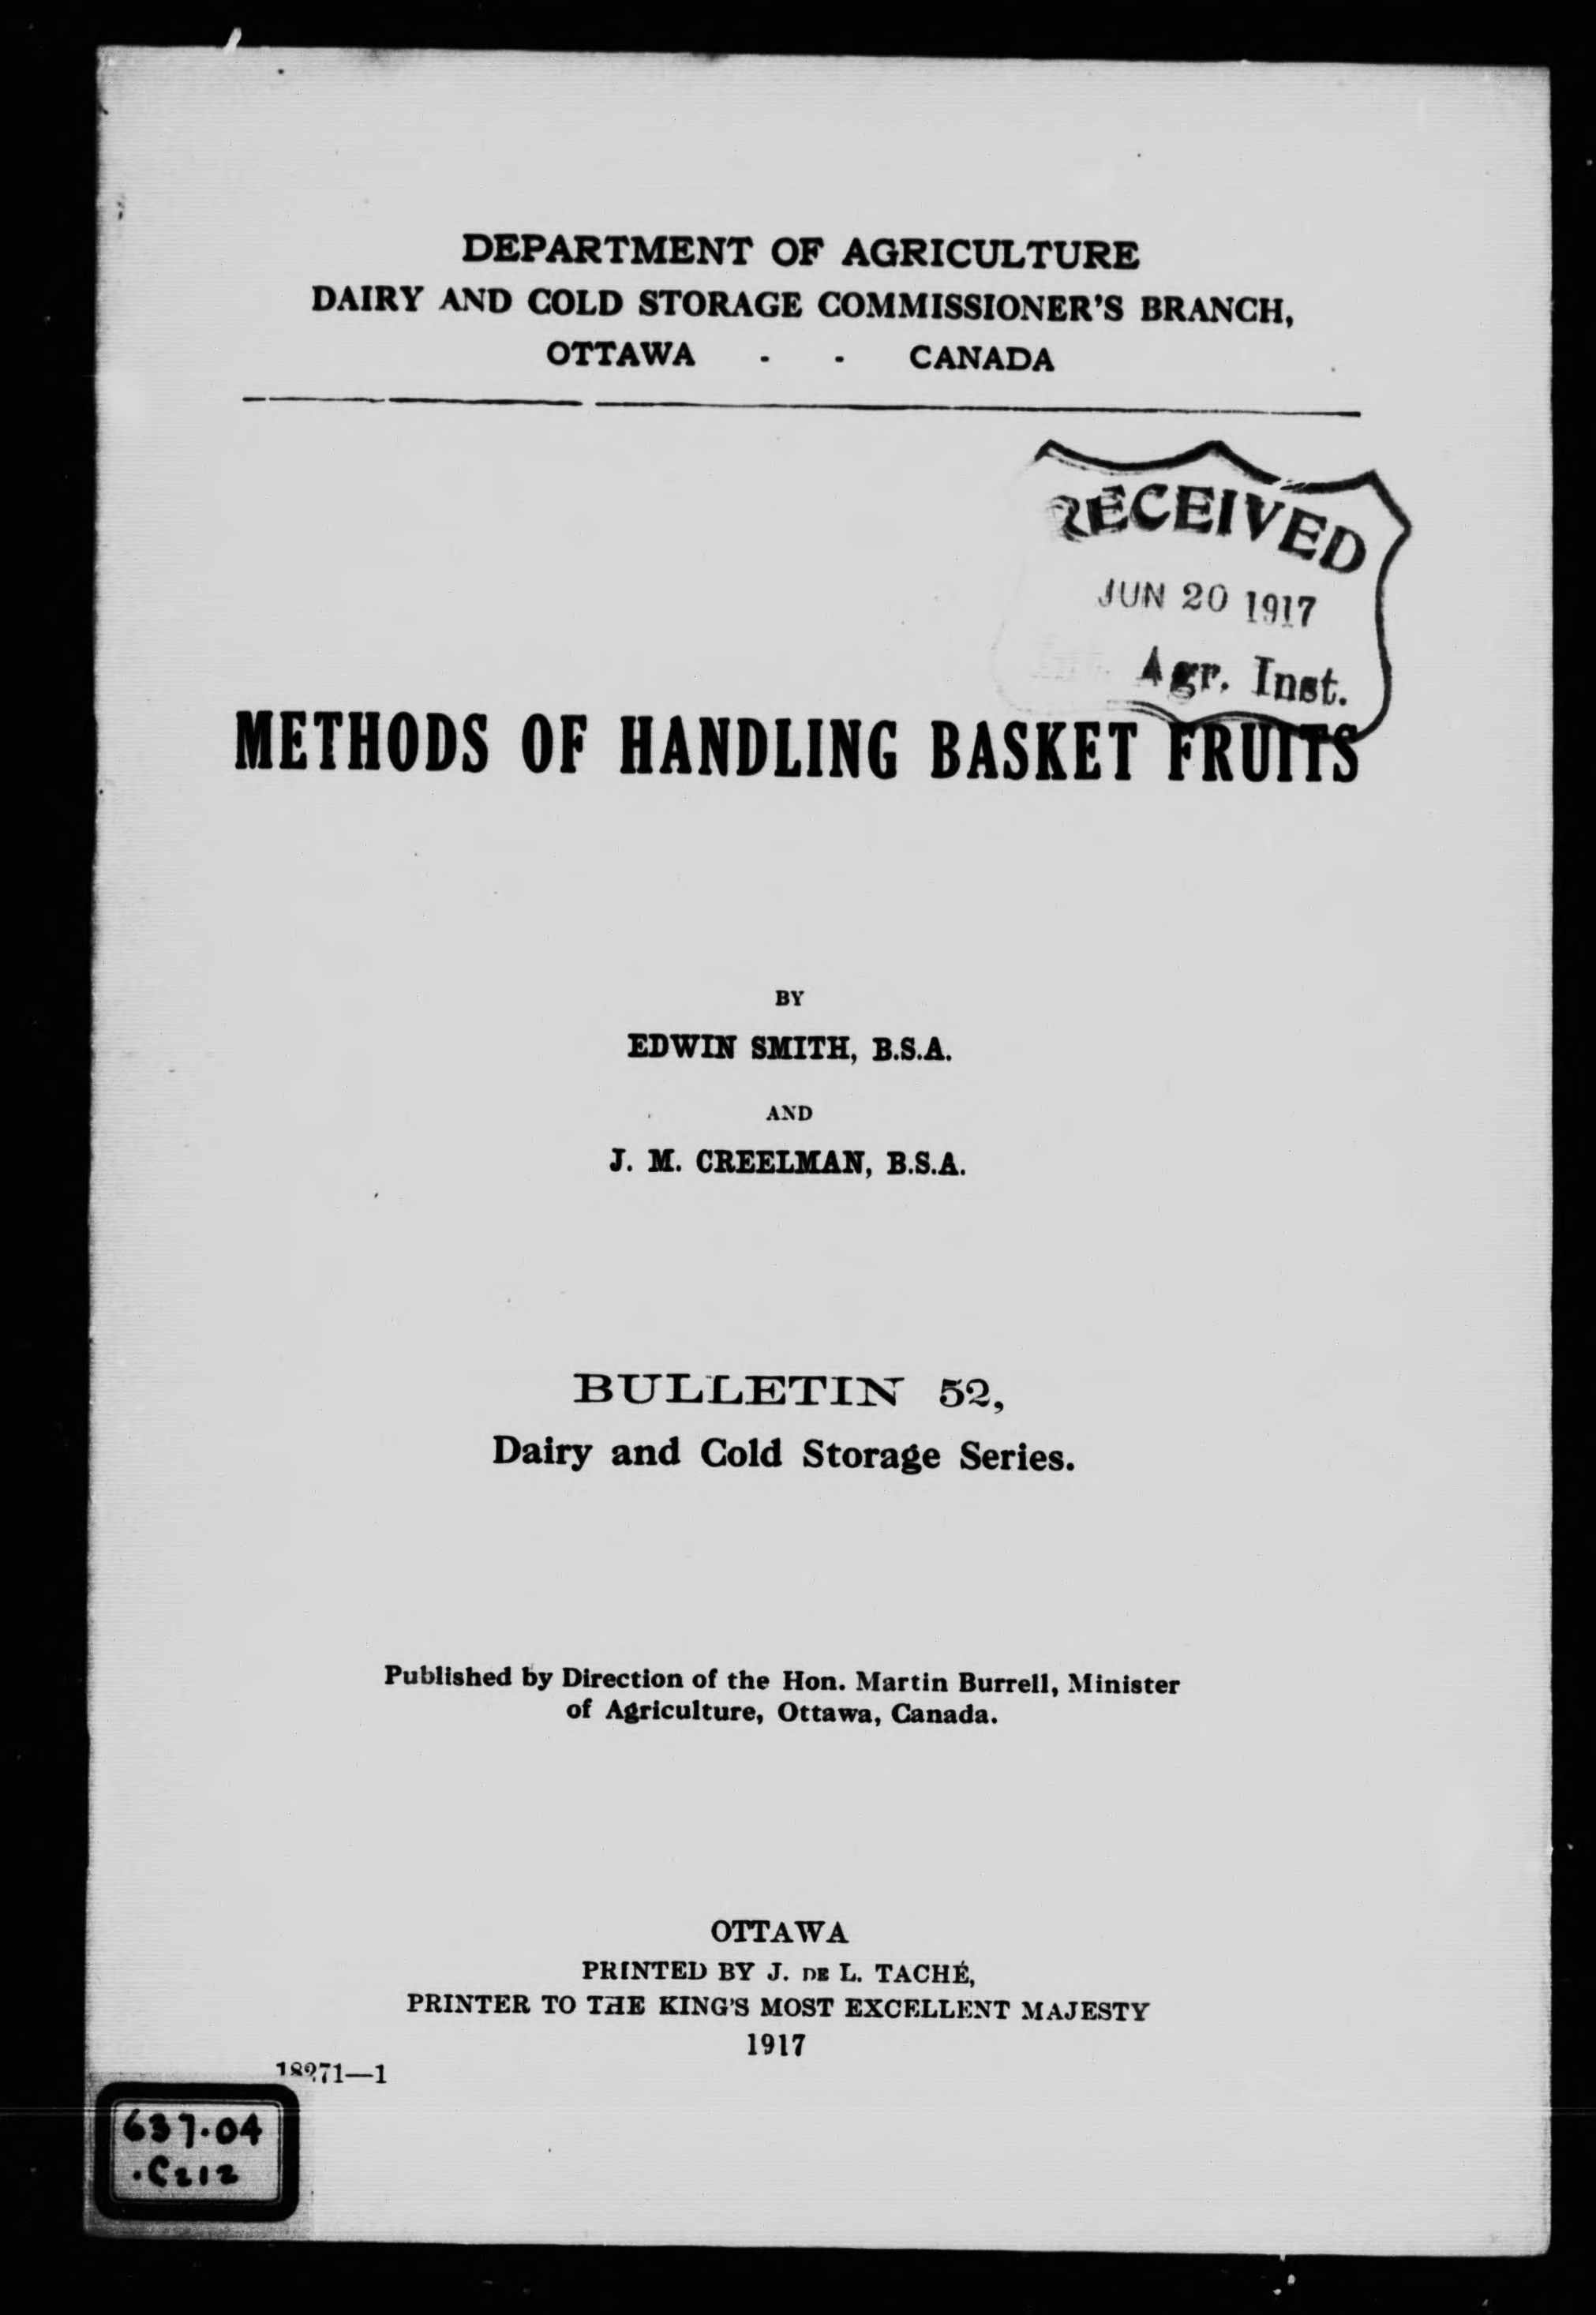 DEPARTMENT OF AGRICULTURE
DAIRY AND COLD STORAGE COMMISSIONER'S BRANCH,
OTTAWA - - CANADA
RECEIVED
JUN 20 1917
Agr. Inst.
METHODS OF HANDLING BASKET FRUITS
BY
EDWIN SMITH, B.S.A.
AND
J. M. CREELMAN, B.S.A.
BULLETIN 52,
Dairy and Cold Storage Series.
Published by Direction of the Hon. Martin Burrell, Minister
of Agriculture, Ottawa, Canada.
OTTAWA
PRINTED BY J. DE L. TACHÉ,
PRINTER TO THE KING'S MOST EXCELLENT MAJESTY
1917
18271—1
637.04
.C212